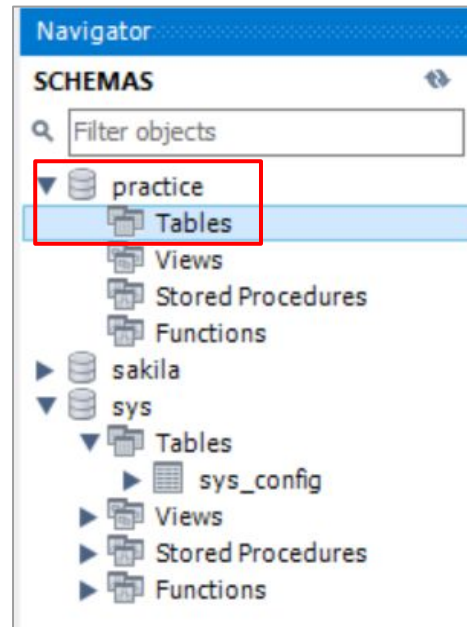 Navigator
SCHEMAS
Filter objects
practice
Tables
Views
Stored Procedures
Functions
sakila
sys
Tables
sys_config
Views
Stored Procedures
Functions